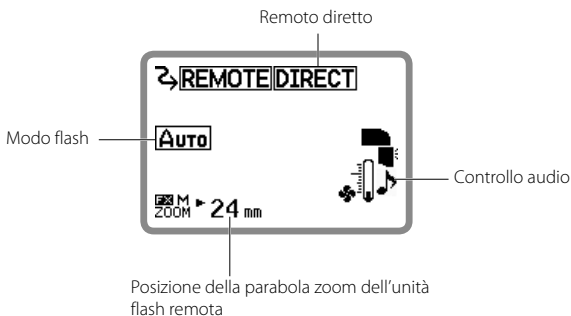 Remoto diretto
REMOTE DIRECT
Modo flash
AUTO
Controllo audio
FX M
ZOOM
24 mm
Posizione della parabola zoom dell'unità
flash remota